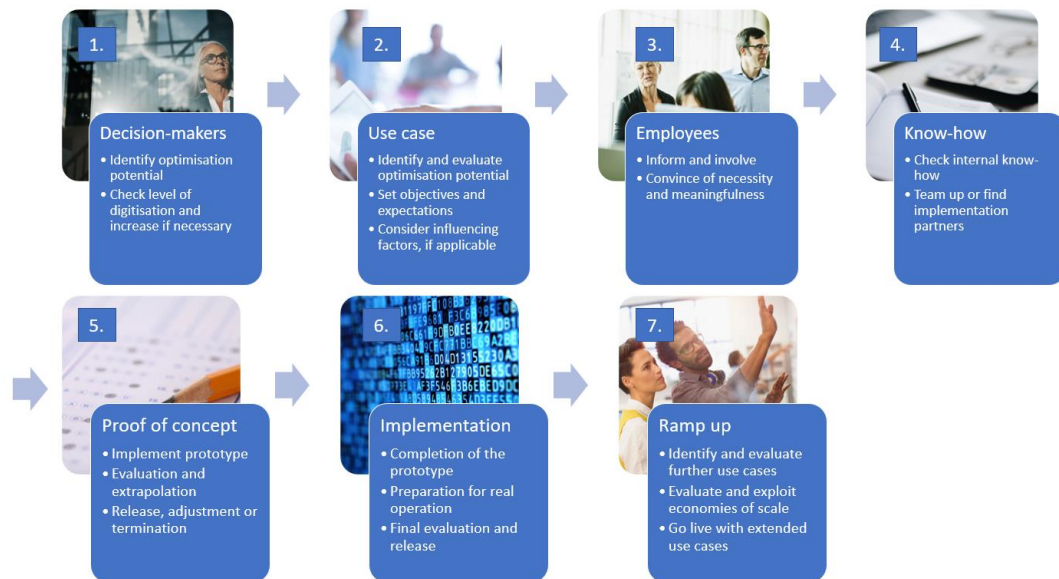 1.
Decision-makers
• Identify optimisation
potential
• Check level of
digitisation and
increase if necessary
2.
Use case
• Identify and evaluate
optimisation potential
• Set objectives and
expectations
• Consider influencing
factors, if applicable
3.
Employees
• Inform and involve
• Convince of necessity
and meaningfulness
4.
Know-how
• Check internal know-
how
• Team up or find
implementation
partners
5.
Proof of concept
• Implement prototype
• Evaluation and
extrapolation
• Release, adjustment or
termination
6.
Implementation
• Completion of the
prototype
• Preparation for real
operation
• Final evaluation and
release
7.
Ramp up
• Identify and evaluate
further use cases
• Evaluate and exploit
economies of scale
• Go live with extended
use cases